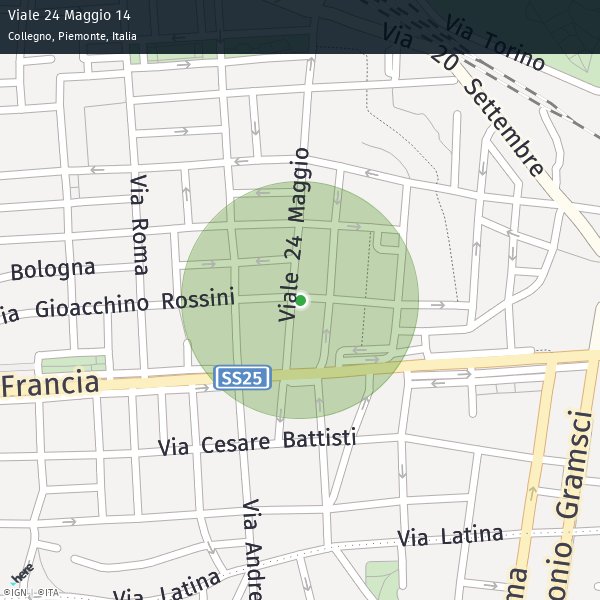 Viale 24 Maggio 14
Collegno, Piemonte, Italia
Via Torino
Via 20 Settembre
Viale 24 Maggio
Via Roma
Bologna
ia Gioacchino Rossini
Francia
SS25
Via Cesare Battisti
onio Gramsci
Via Latina
Via Andre
Via Latina
ma
here
©IGN | ©ITA